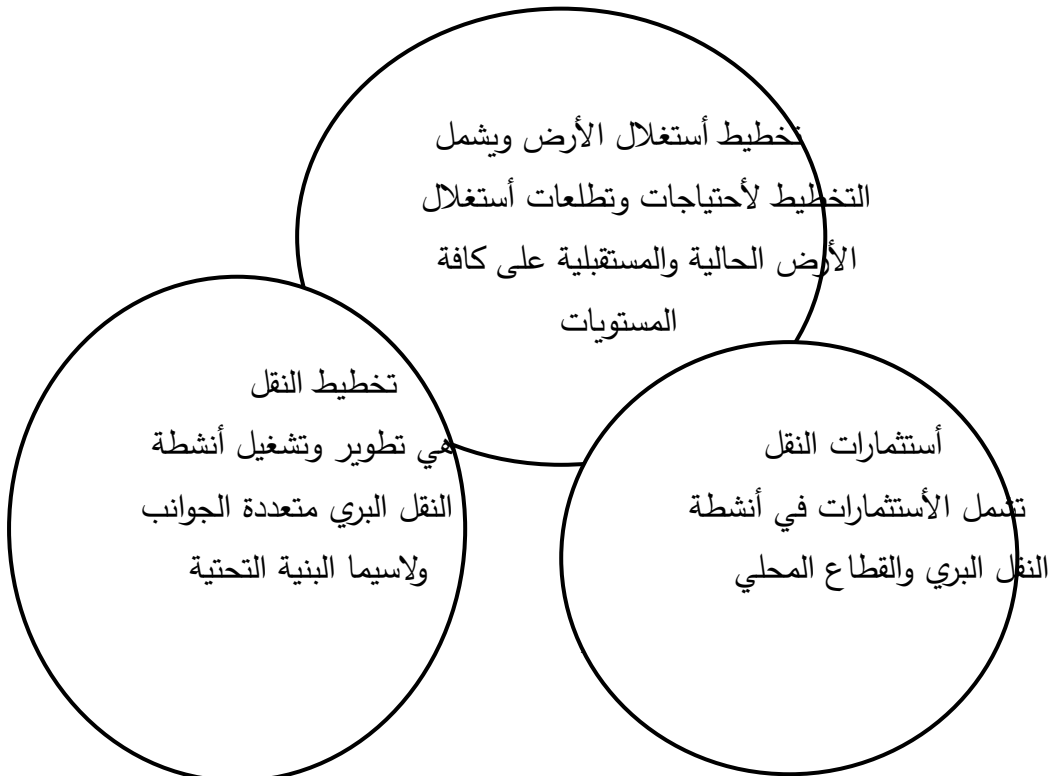 تخطيط أستغلال الأرض ويشمل
التخطيط لأحتياجات وتطلعات أستغلال
الأرض الحالية والمستقبلية على كافة
المستويات
أستثمارات النقل
تشمل الأستثمارات في أنشطة
النقل البري والقطاع المحلي
تخطيط النقل
هي تطوير وتشغيل أنشطة
النقل البري متعددة الجوانب
ولاسيما البنية التحتية